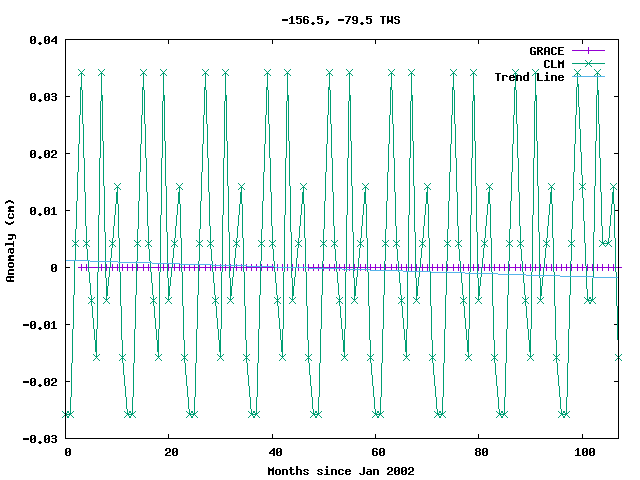 -156.5, -79.5 TWS
GRACE
CLM
Trend Line
0.04
0.03
0.02
0.01
0
-0.01
-0.02
-0.03
Anomaly (cm)
0 20 40 60 80 100
Months since Jan 2002